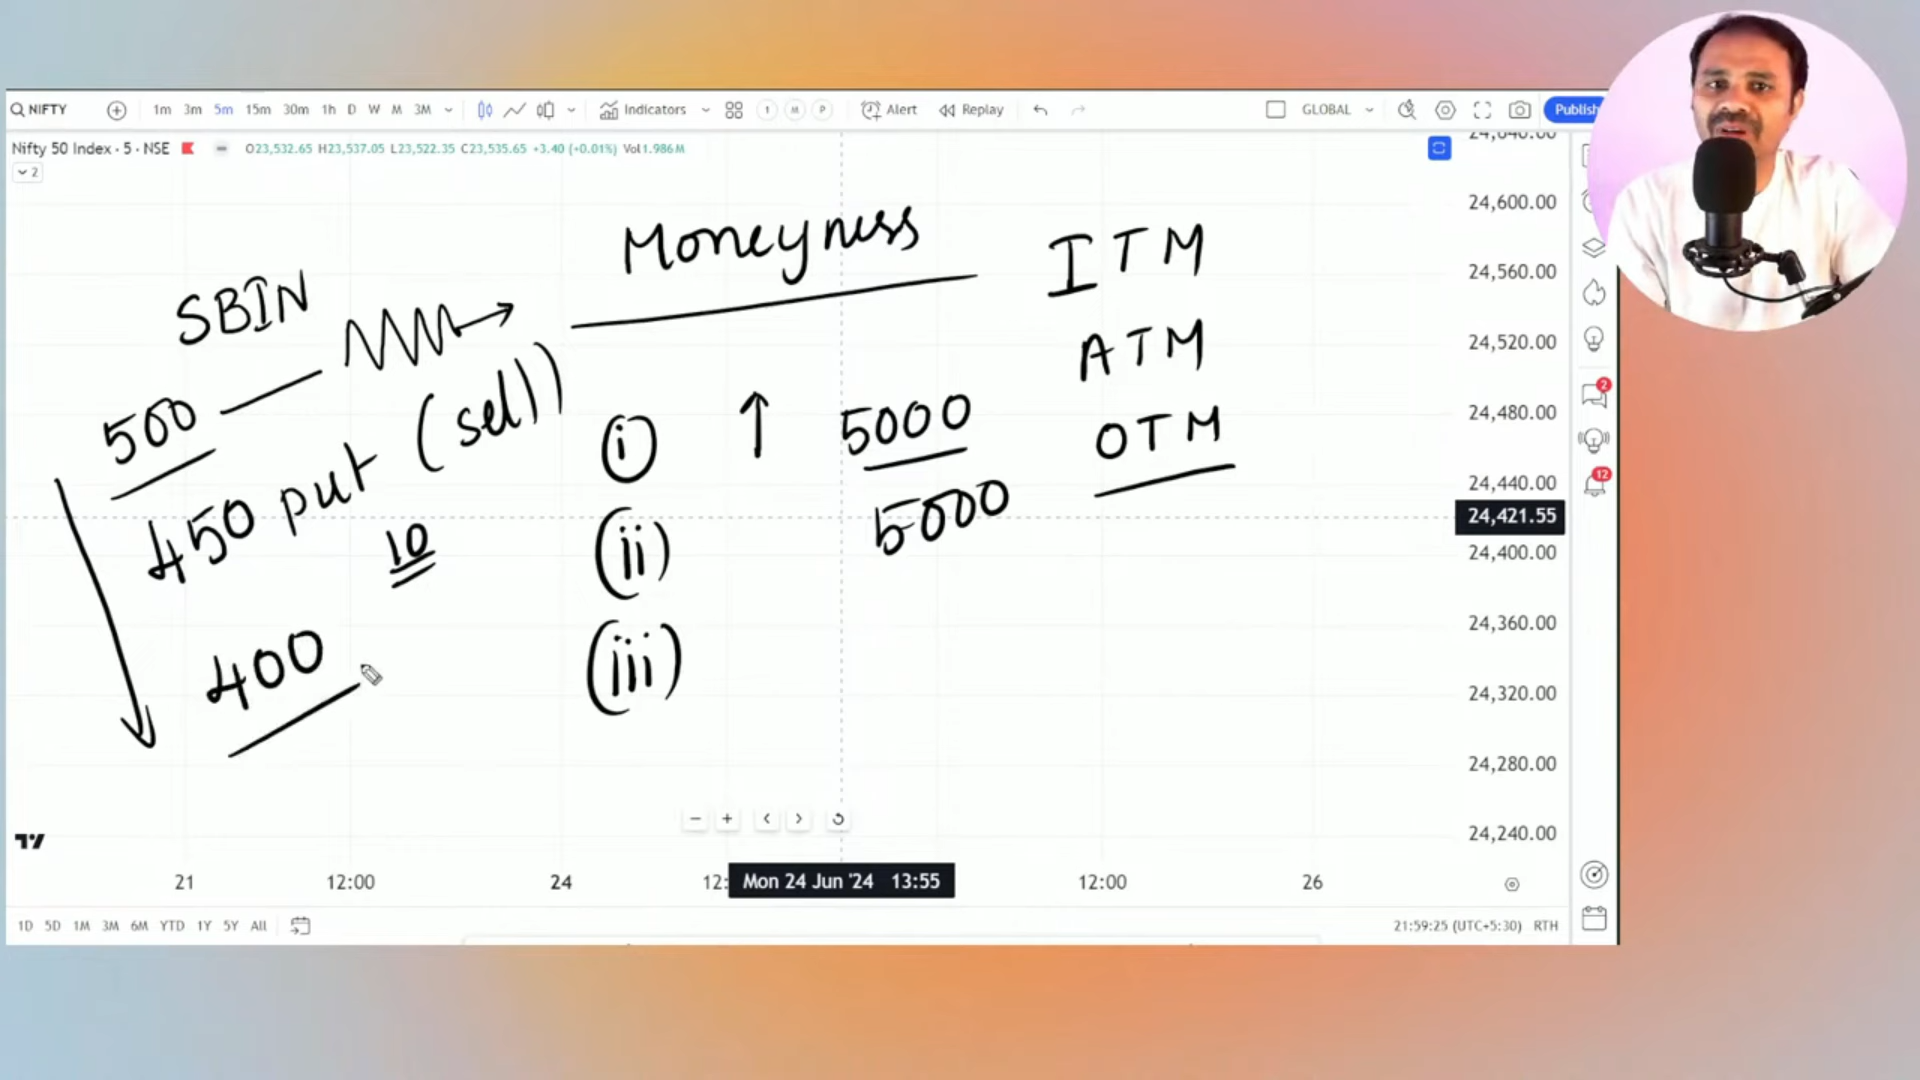 NIFTY 1m 3m 5m 15m 30m 1h D W M 3M Indicators 1 M P Alert Replay GLOBAL Publish
Nifty 50 Index · 5 · NSE O23,532.65 H23,537.05 L23,522.35 C23,535.65 +3.40 (+0.01%) Vol1.986M
2
Moneyness
ITM
ATM
OTM
SBIN
500
450 put (sell)
10
400
(i) ↑ 5000
(ii) 5000
(iii)
24,600.00
24,560.00
24,520.00
24,480.00
24,440.00
24,421.55
24,400.00
24,360.00
24,320.00
24,280.00
24,240.00
2
12
21 12:00 24 12: Mon 24 Jun '24 13:55 12:00 26
1D 5D 1M 3M 6M YTD 1Y 5Y All 21:59:25 (UTC+5:30) RTH